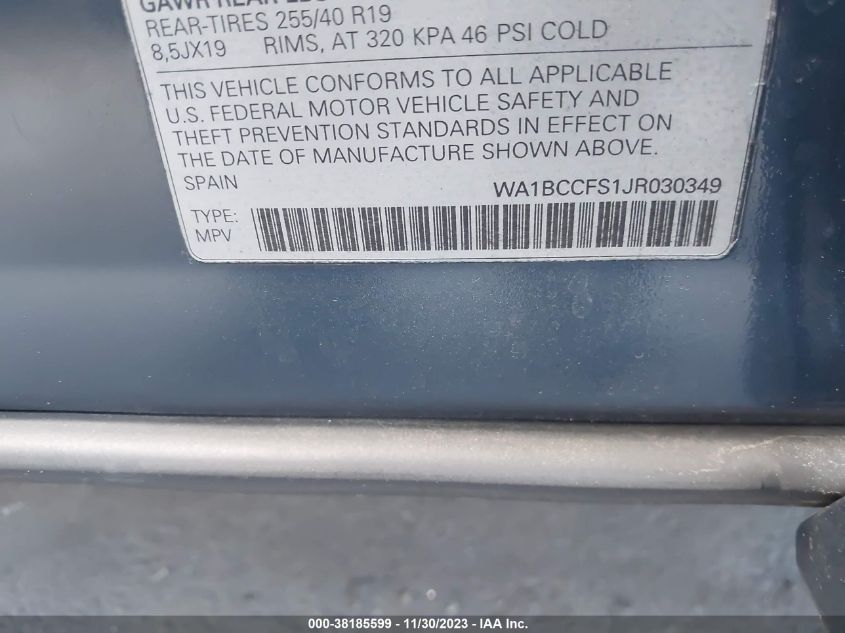 GAWR REAR
REAR-TIRES 255/40 R19
8,5JX19 RIMS, AT 320 KPA 46 PSI COLD
THIS VEHICLE CONFORMS TO ALL APPLICABLE
U.S. FEDERAL MOTOR VEHICLE SAFETY AND
THEFT PREVENTION STANDARDS IN EFFECT ON
THE DATE OF MANUFACTURE SHOWN ABOVE.
SPAIN WA1BCCFS1JR030349
TYPE:
MPV
000-38185599 - 11/30/2023 - IAA Inc.